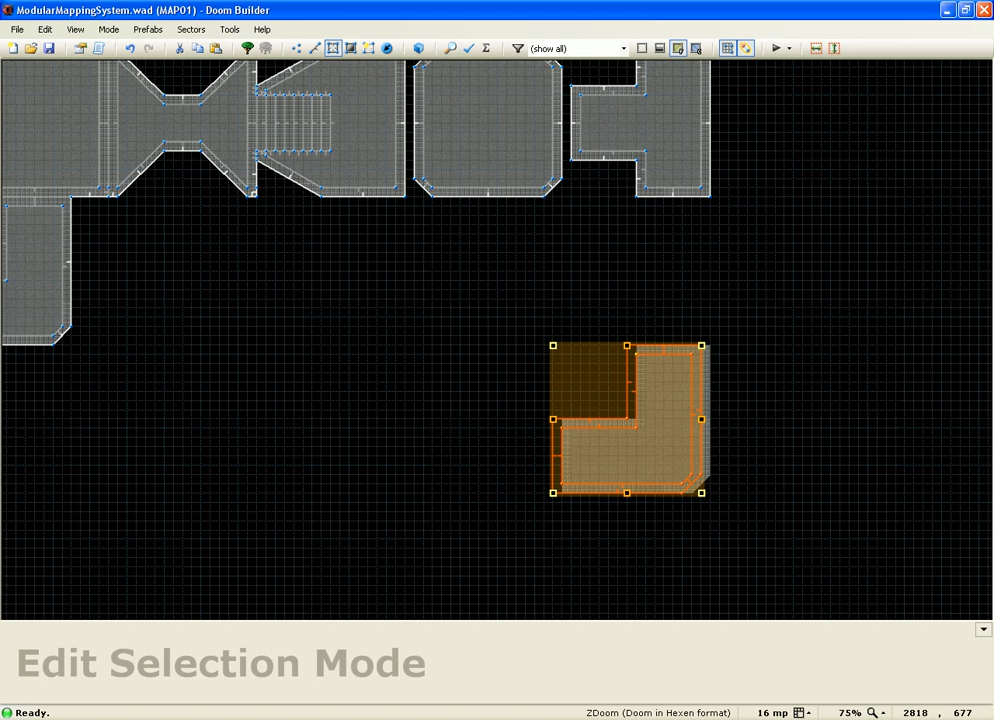 ModularMappingSystem.wad (MAP01) - Doom Builder
File Edit View Mode Prefabs Sectors Tools Help
(show all)
Edit Selection Mode
Ready. ZDoom (Doom in Hexen format) 16 mp 75% 2818 , 677